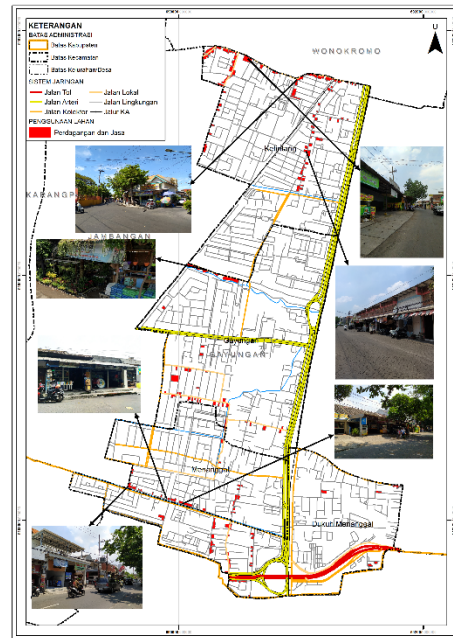 KETERANGAN
BATAS ADMINISTRASI
Batas Kabupaten
Batas Kecamatan
Batas Kelurahan/Desa
SISTEM JARINGAN
Jalan Tol
Jalan Lokal
Jalan Arteri
Jalan Lingkungan
Jalan Kolektor
Jalur KA
PENGGUNAAN LAHAN
Perdagangan dan Jasa
U
WONOKROMO
Ketintang
JAMBANGAN
Gayungan
GAYUNGAN
Menanggal
Dukuh Menanggal